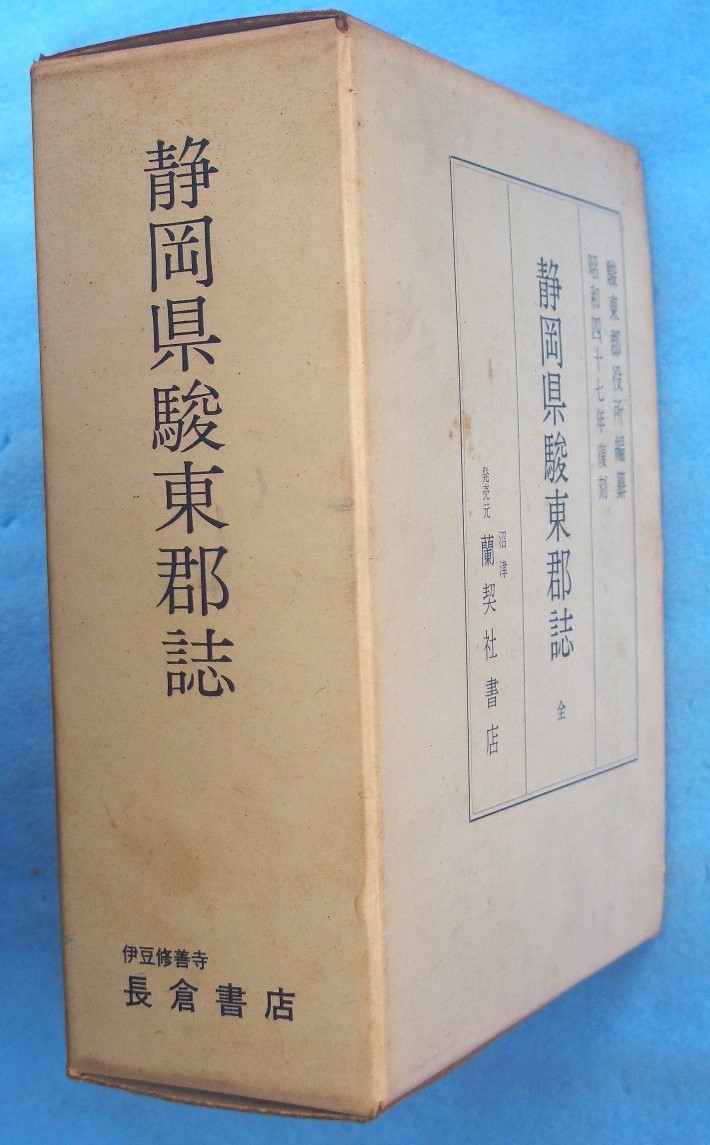 静岡県駿東郡誌
伊豆修善寺
長倉書店
駿東郡役所編纂
昭和四十七年復刻
静岡県駿東郡誌 全
沼津
発売元 蘭契社書店